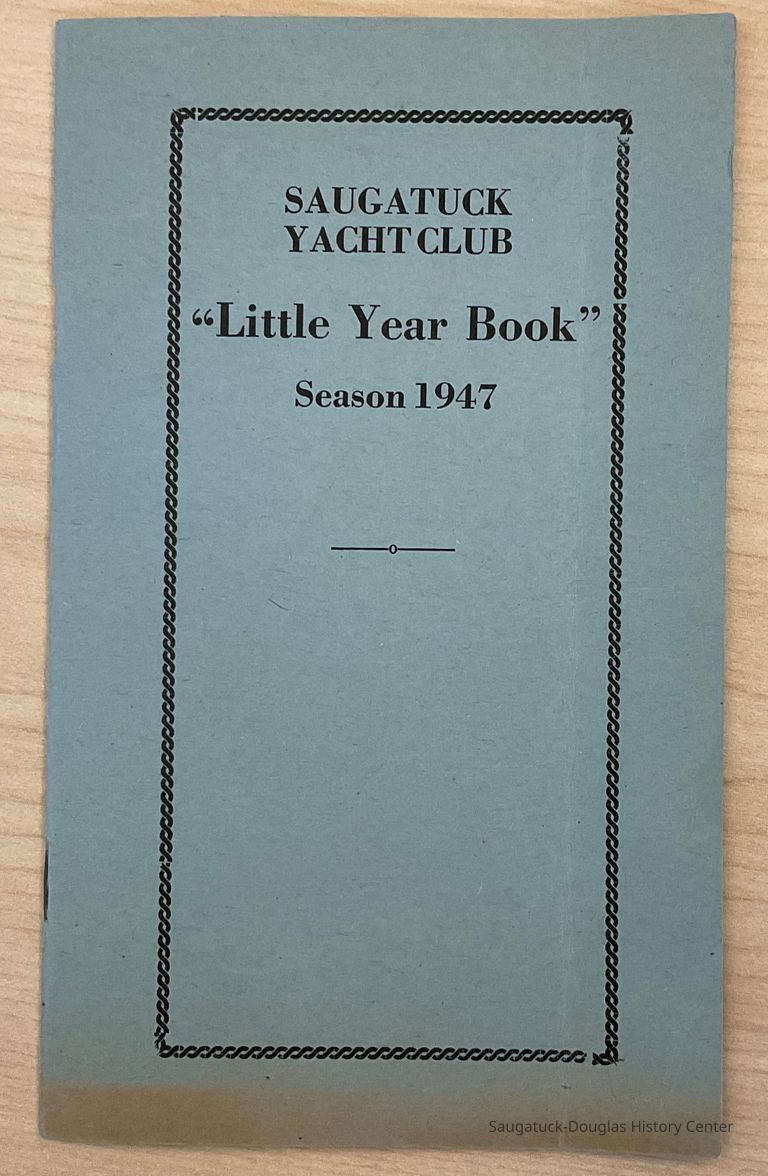 SAUGATUCK
YACHT CLUB
“Little Year Book”
Season 1947
Saugatuck-Douglas History Center